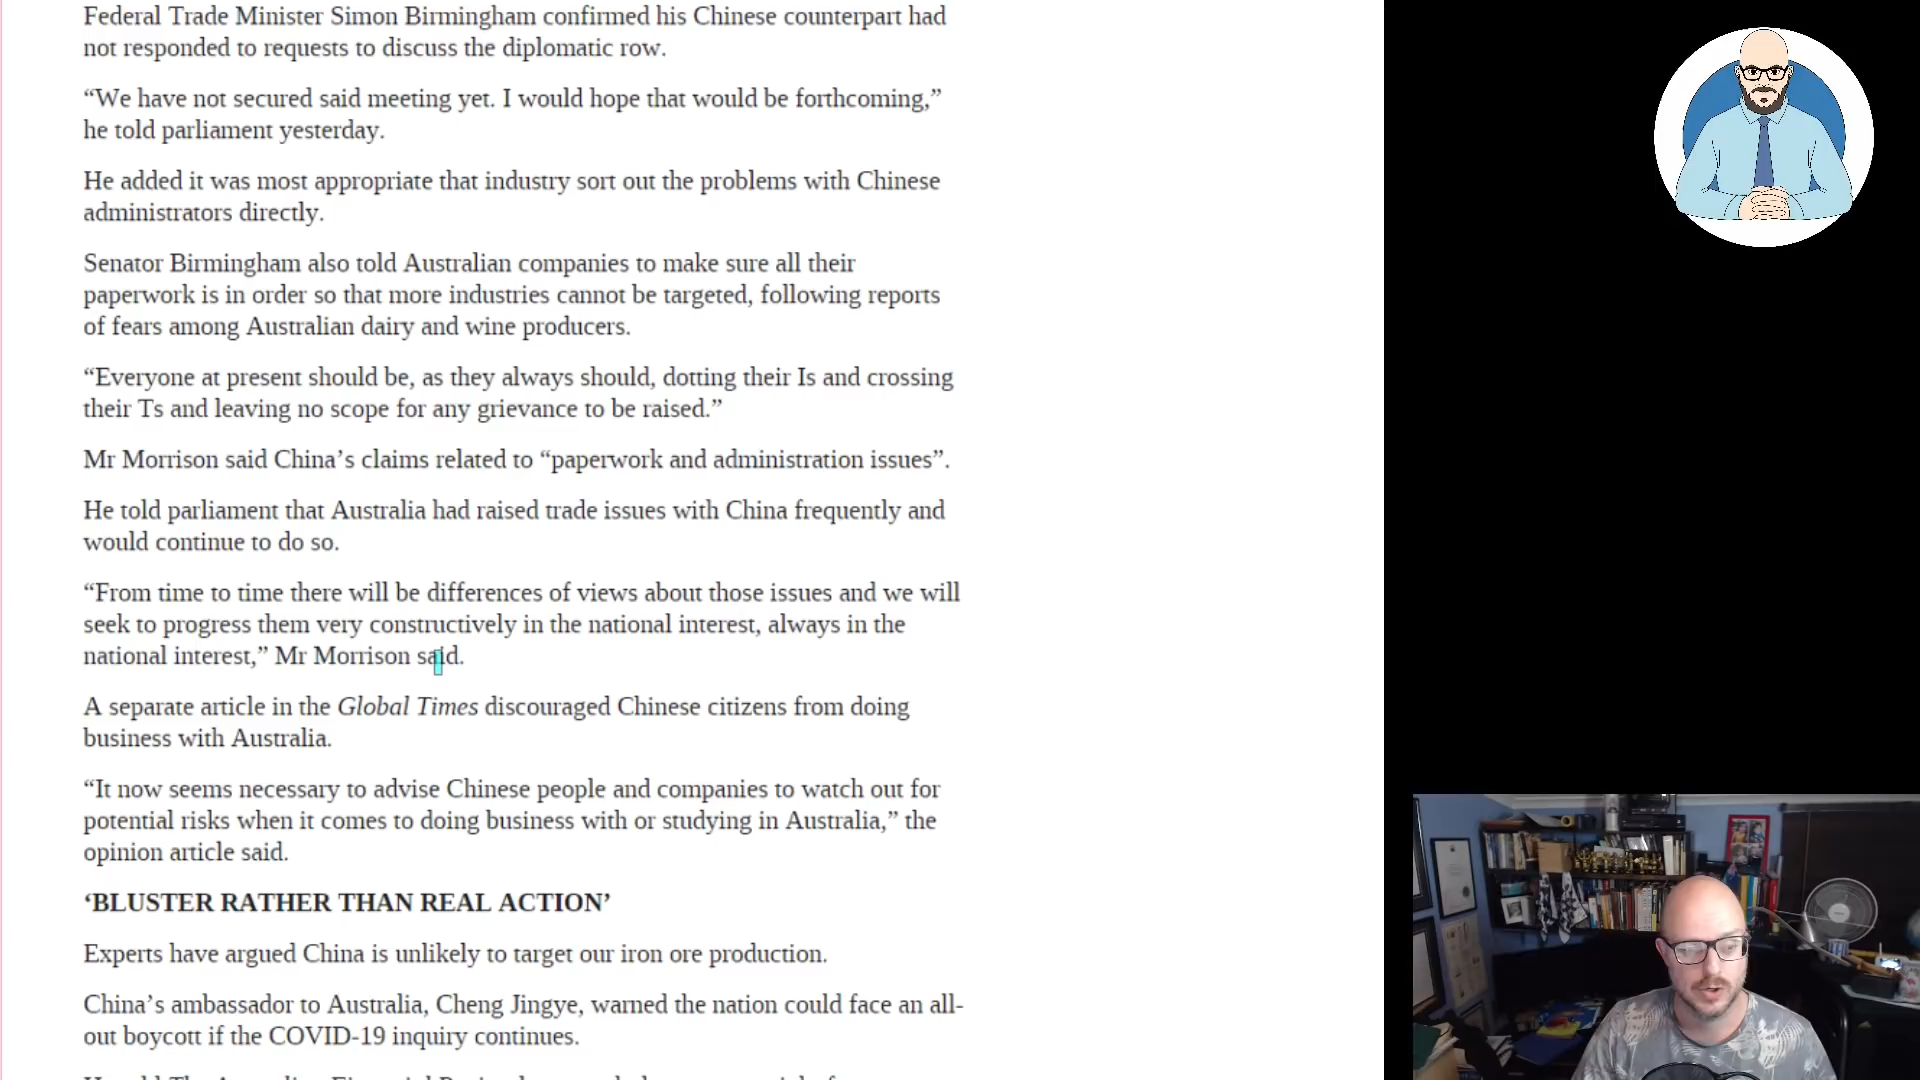 Federal Trade Minister Simon Birmingham confirmed his Chinese counterpart had
not responded to requests to discuss the diplomatic row.
“We have not secured said meeting yet. I would hope that would be forthcoming,”
he told parliament yesterday.
He added it was most appropriate that industry sort out the problems with Chinese
administrators directly.
Senator Birmingham also told Australian companies to make sure all their
paperwork is in order so that more industries cannot be targeted, following reports
of fears among Australian dairy and wine producers.
“Everyone at present should be, as they always should, dotting their Is and crossing
their Ts and leaving no scope for any grievance to be raised.”
Mr Morrison said China’s claims related to “paperwork and administration issues”.
He told parliament that Australia had raised trade issues with China frequently and
would continue to do so.
“From time to time there will be differences of views about those issues and we will
seek to progress them very constructively in the national interest, always in the
national interest,” Mr Morrison said.
A separate article in the Global Times discouraged Chinese citizens from doing
business with Australia.
“It now seems necessary to advise Chinese people and companies to watch out for
potential risks when it comes to doing business with or studying in Australia,” the
opinion article said.
‘BLUSTER RATHER THAN REAL ACTION’
Experts have argued China is unlikely to target our iron ore production.
China’s ambassador to Australia, Cheng Jingye, warned the nation could face an all-
out boycott if the COVID-19 inquiry continues.